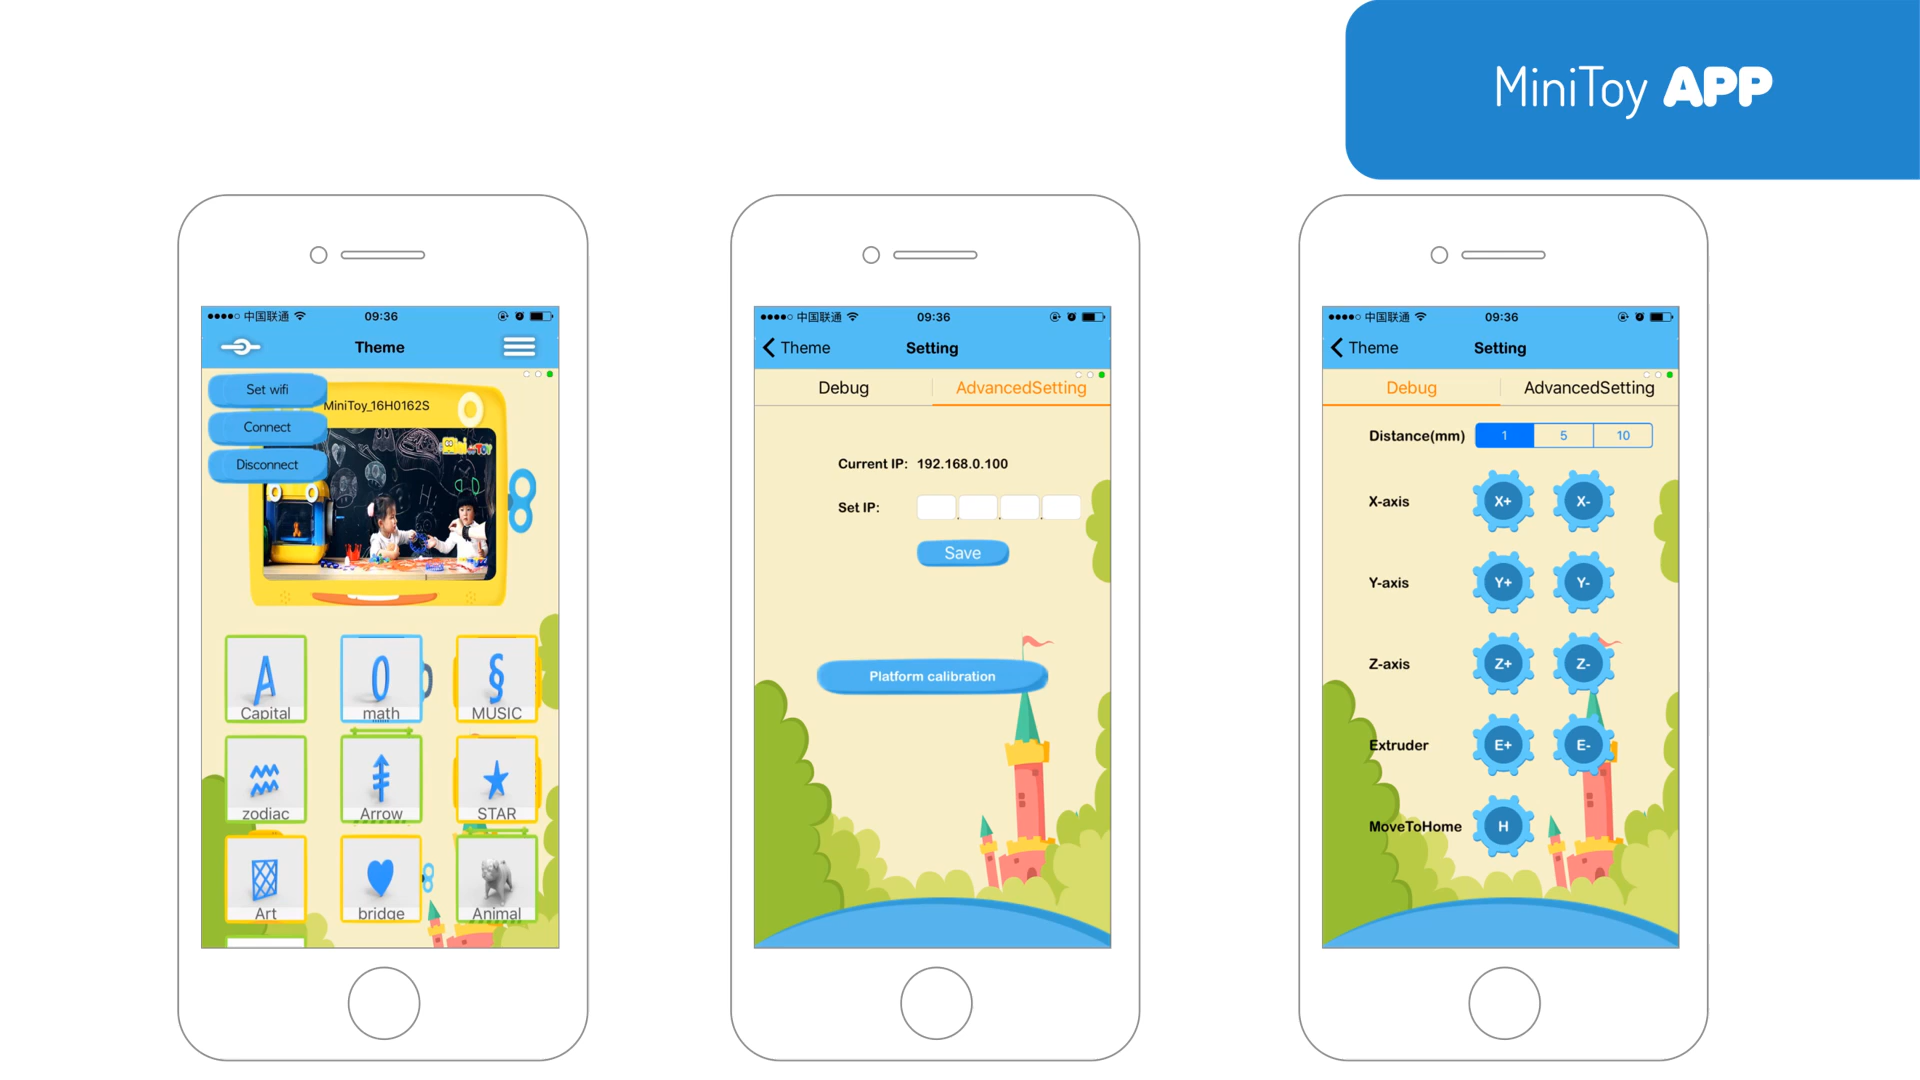 MiniToy APP
中国联通 09:36
Theme
Set wifi
MiniToy_16H0162S
Connect
Disconnect
Mini TOY
A
0
§
Capital
math
MUSIC
zodiac
Arrow
STAR
Art
bridge
Animal
中国联通 09:36
Theme Setting
Debug AdvancedSetting
Current IP: 192.168.0.100
Set IP: . . .
Save
Platform calibration
中国联通 09:36
Theme Setting
Debug AdvancedSetting
Distance(mm) 1 5 10
X-axis X+ X-
Y-axis Y+ Y-
Z-axis Z+ Z-
Extruder E+ E-
MoveToHome H